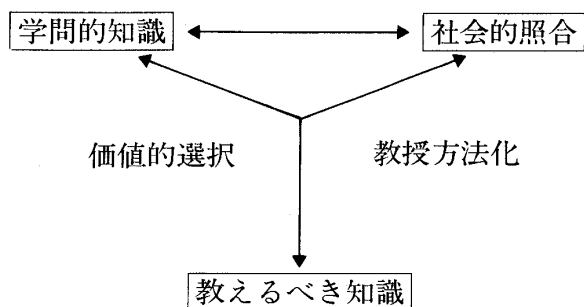 学問的知識
社会的照合
価値的選択
教授方法化
教えるべき知識